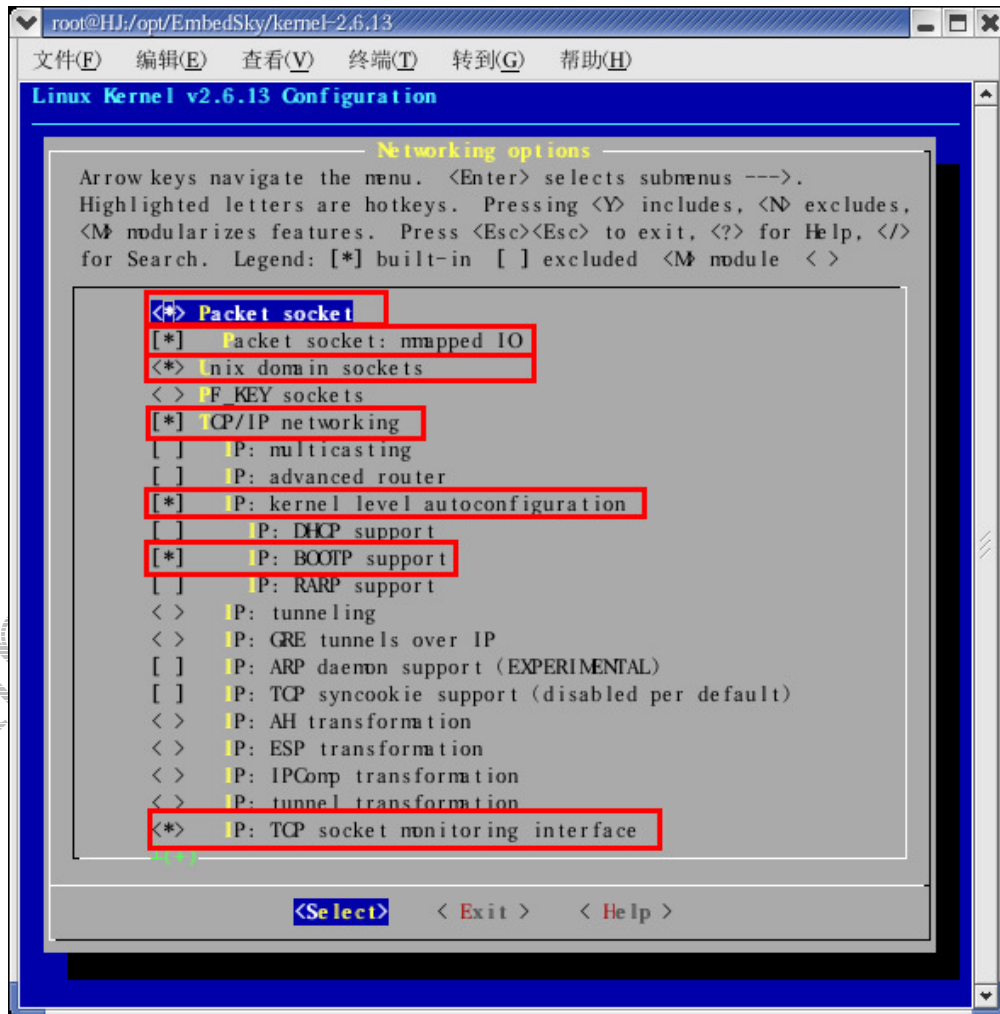 root@HJ:/opt/EmbedSky/kernel-2.6.13
文件(F) 编辑(E) 查看(V) 终端(T) 转到(G) 帮助(H)
Linux Kernel v2.6.13 Configuration
Networking options
Arrow keys navigate the menu. <Enter> selects submenus --->.
Highlighted letters are hotkeys. Pressing <Y> includes, <N> excludes,
<M> modularizes features. Press <Esc><Esc> to exit, <?> for Help, </>
for Search. Legend: [*] built-in [ ] excluded <M> module < >
<*> Packet socket
[*] Packet socket: mmapped IO
<*> Unix domain sockets
< > PF_KEY sockets
[*] TCP/IP networking
[ ] IP: multicasting
[ ] IP: advanced router
[*] IP: kernel level autoconfiguration
[ ] IP: DHCP support
[*] IP: BOOTP support
[ ] IP: RARP support
< > IP: tunneling
< > IP: GRE tunnels over IP
[ ] IP: ARP daemon support (EXPERIMENTAL)
[ ] IP: TCP syncookie support (disabled per default)
< > IP: AH transformation
< > IP: ESP transformation
< > IP: IPComp transformation
< > IP: tunnel transformation
<*> IP: TCP socket monitoring interface
<Select> < Exit > < Help >